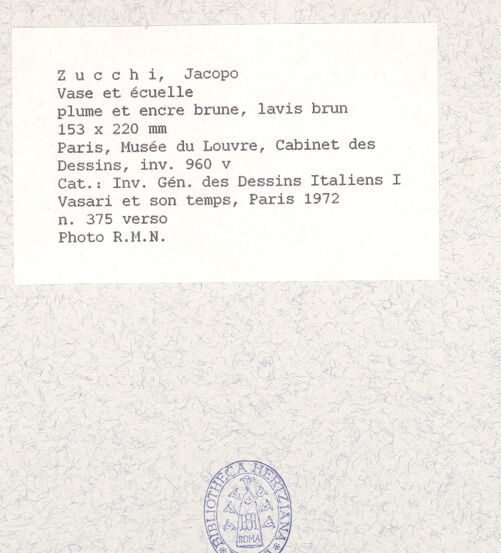 Z u c c h i, Jacopo
Vase et écuelle
plume et encre brune, lavis brun
153 x 220 mm
Paris, Musée du Louvre, Cabinet des
Dessins, inv. 960 v
Cat.: Inv. Gén. des Dessins Italiens I
Vasari et son temps, Paris 1972
n. 375 verso
Photo R.M.N.
* BIBLIOTHECA HERTZIANA *
ROMA